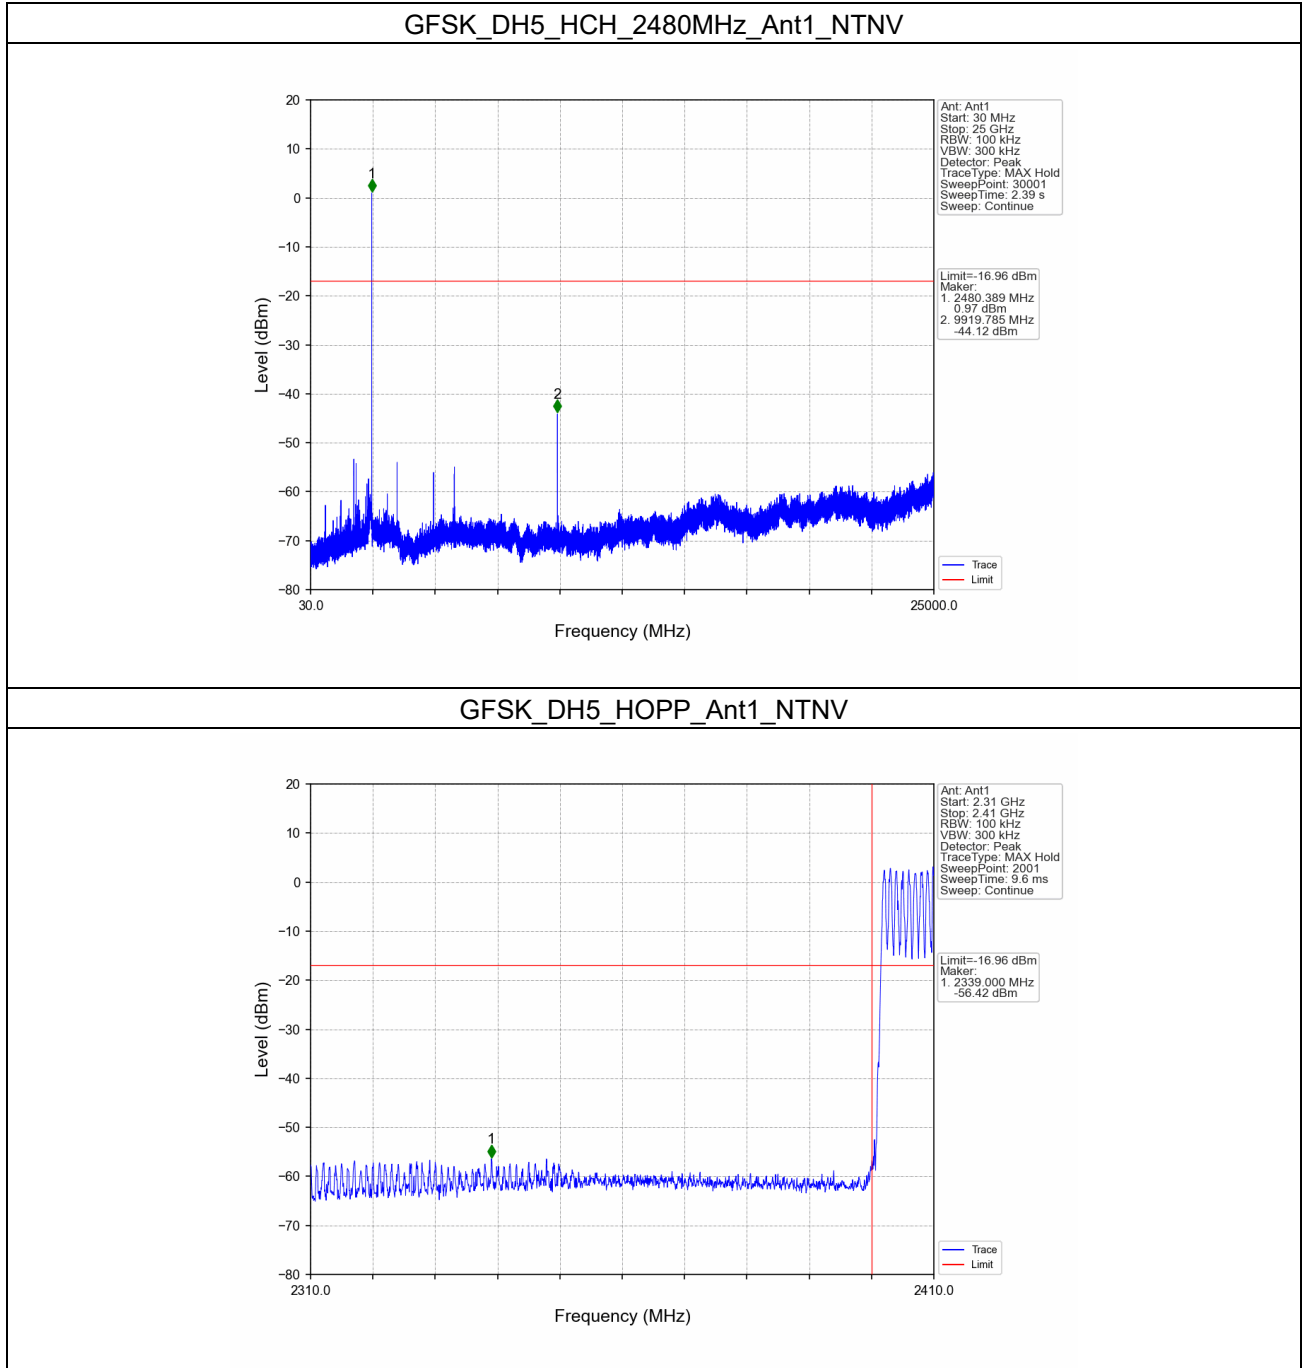 GFSK_DH5_HCH_2480MHz_Ant1_NTNV
20
10
0
−10
−20
−30
−40
−50
−60
−70
−80
Level (dBm)
1
2
30.0
25000.0
Frequency (MHz)
Ant: Ant1
Start: 30 MHz
Stop: 25 GHz
RBW: 100 kHz
VBW: 300 kHz
Detector: Peak
TraceType: MAX Hold
SweepPoint: 30001
SweepTime: 2.39 s
Sweep: Continue
Limit=-16.96 dBm
Maker:
1. 2480.389 MHz
0.97 dBm
2. 9919.785 MHz
-44.12 dBm
Trace
Limit
GFSK_DH5_HOPP_Ant1_NTNV
20
10
0
−10
−20
−30
−40
−50
−60
−70
−80
Level (dBm)
1
2310.0
2410.0
Frequency (MHz)
Ant: Ant1
Start: 2.31 GHz
Stop: 2.41 GHz
RBW: 100 kHz
VBW: 300 kHz
Detector: Peak
TraceType: MAX Hold
SweepPoint: 2001
SweepTime: 9.6 ms
Sweep: Continue
Limit=-16.96 dBm
Maker:
1. 2339.000 MHz
-56.42 dBm
Trace
Limit